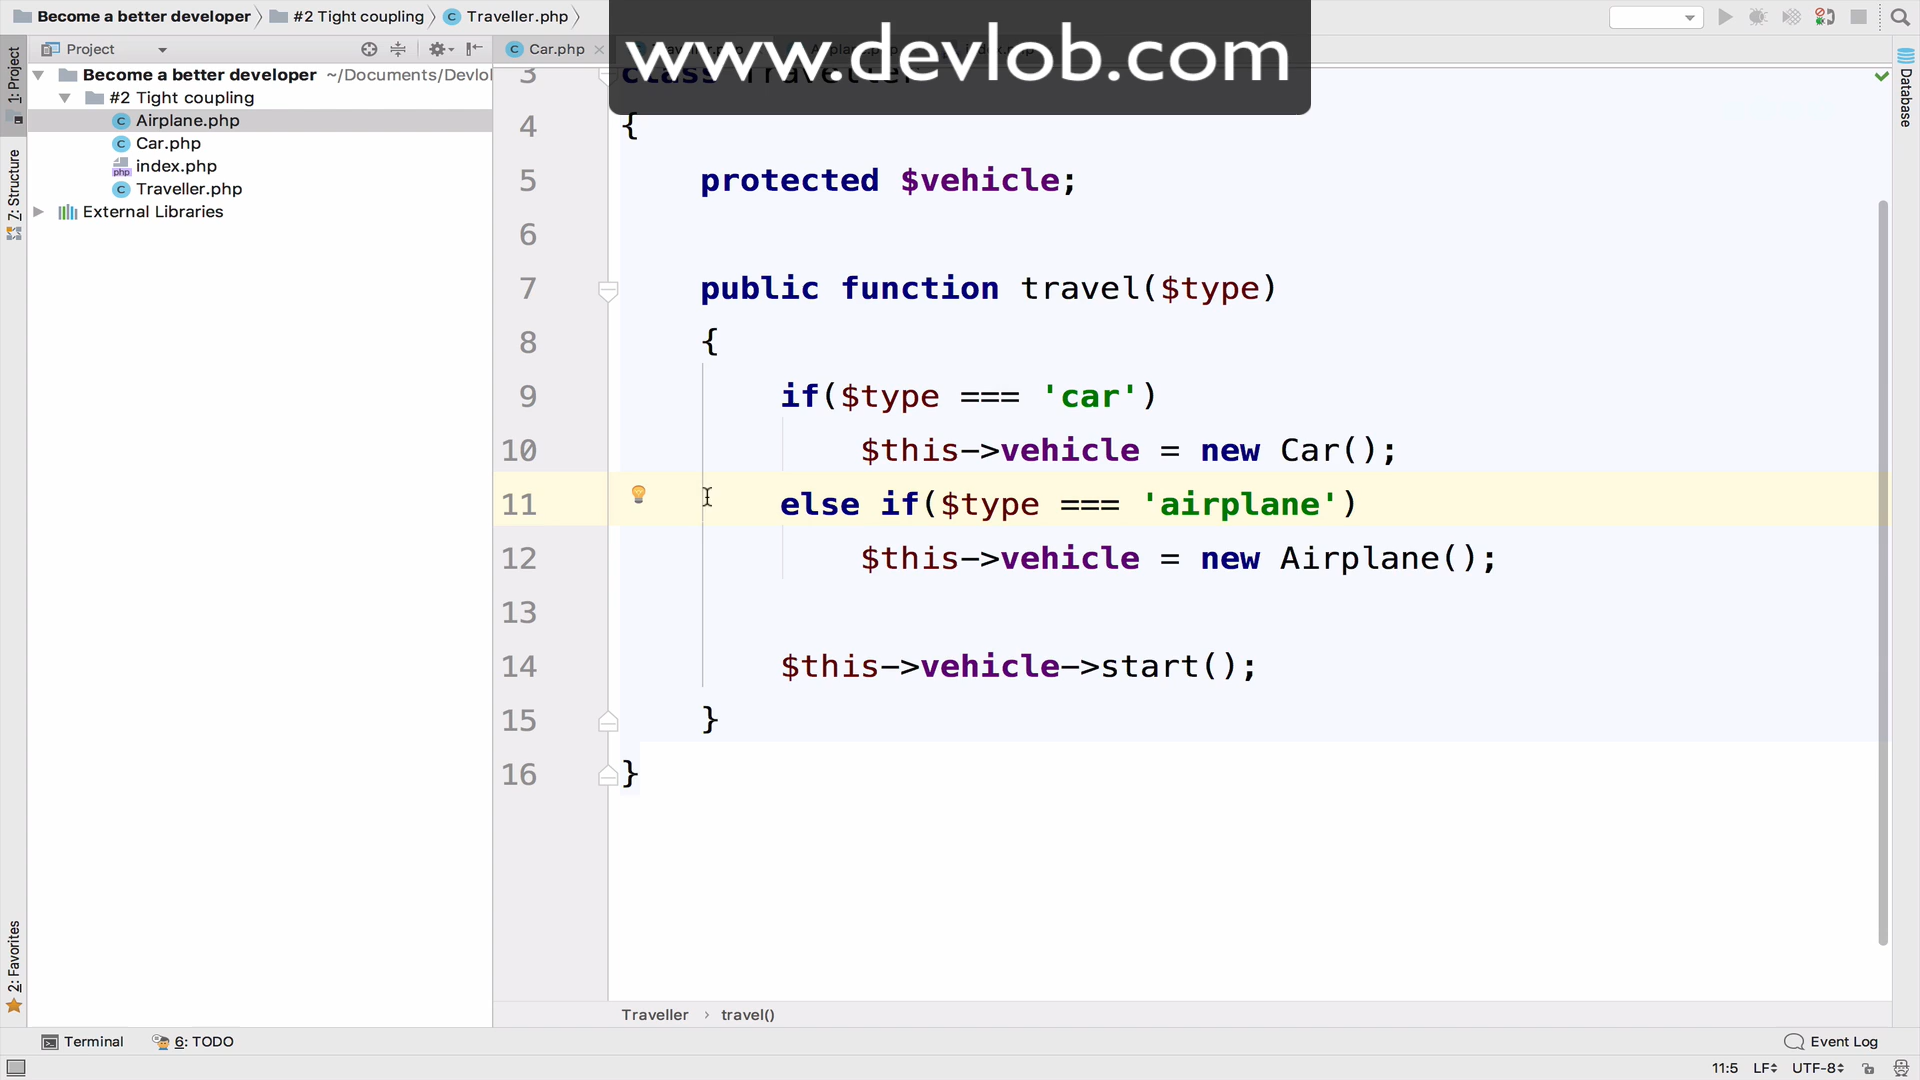 Become a better developer
#2 Tight coupling
Traveller.php
www.devlob.com
Project
Car.php
1: Project
7: Structure
2: Favorites
Database
Become a better developer ~/Documents/Devlo
#2 Tight coupling
Airplane.php
Car.php
index.php
Traveller.php
External Libraries
3 class Traveller
4 {
5 protected $vehicle;
6
7 public function travel($type)
8 {
9 if($type === 'car')
10 $this->vehicle = new Car();
11 else if($type === 'airplane')
12 $this->vehicle = new Airplane();
13
14 $this->vehicle->start();
15 }
16 }
Traveller › travel()
Terminal
6: TODO
Event Log
11:5 LF UTF-8